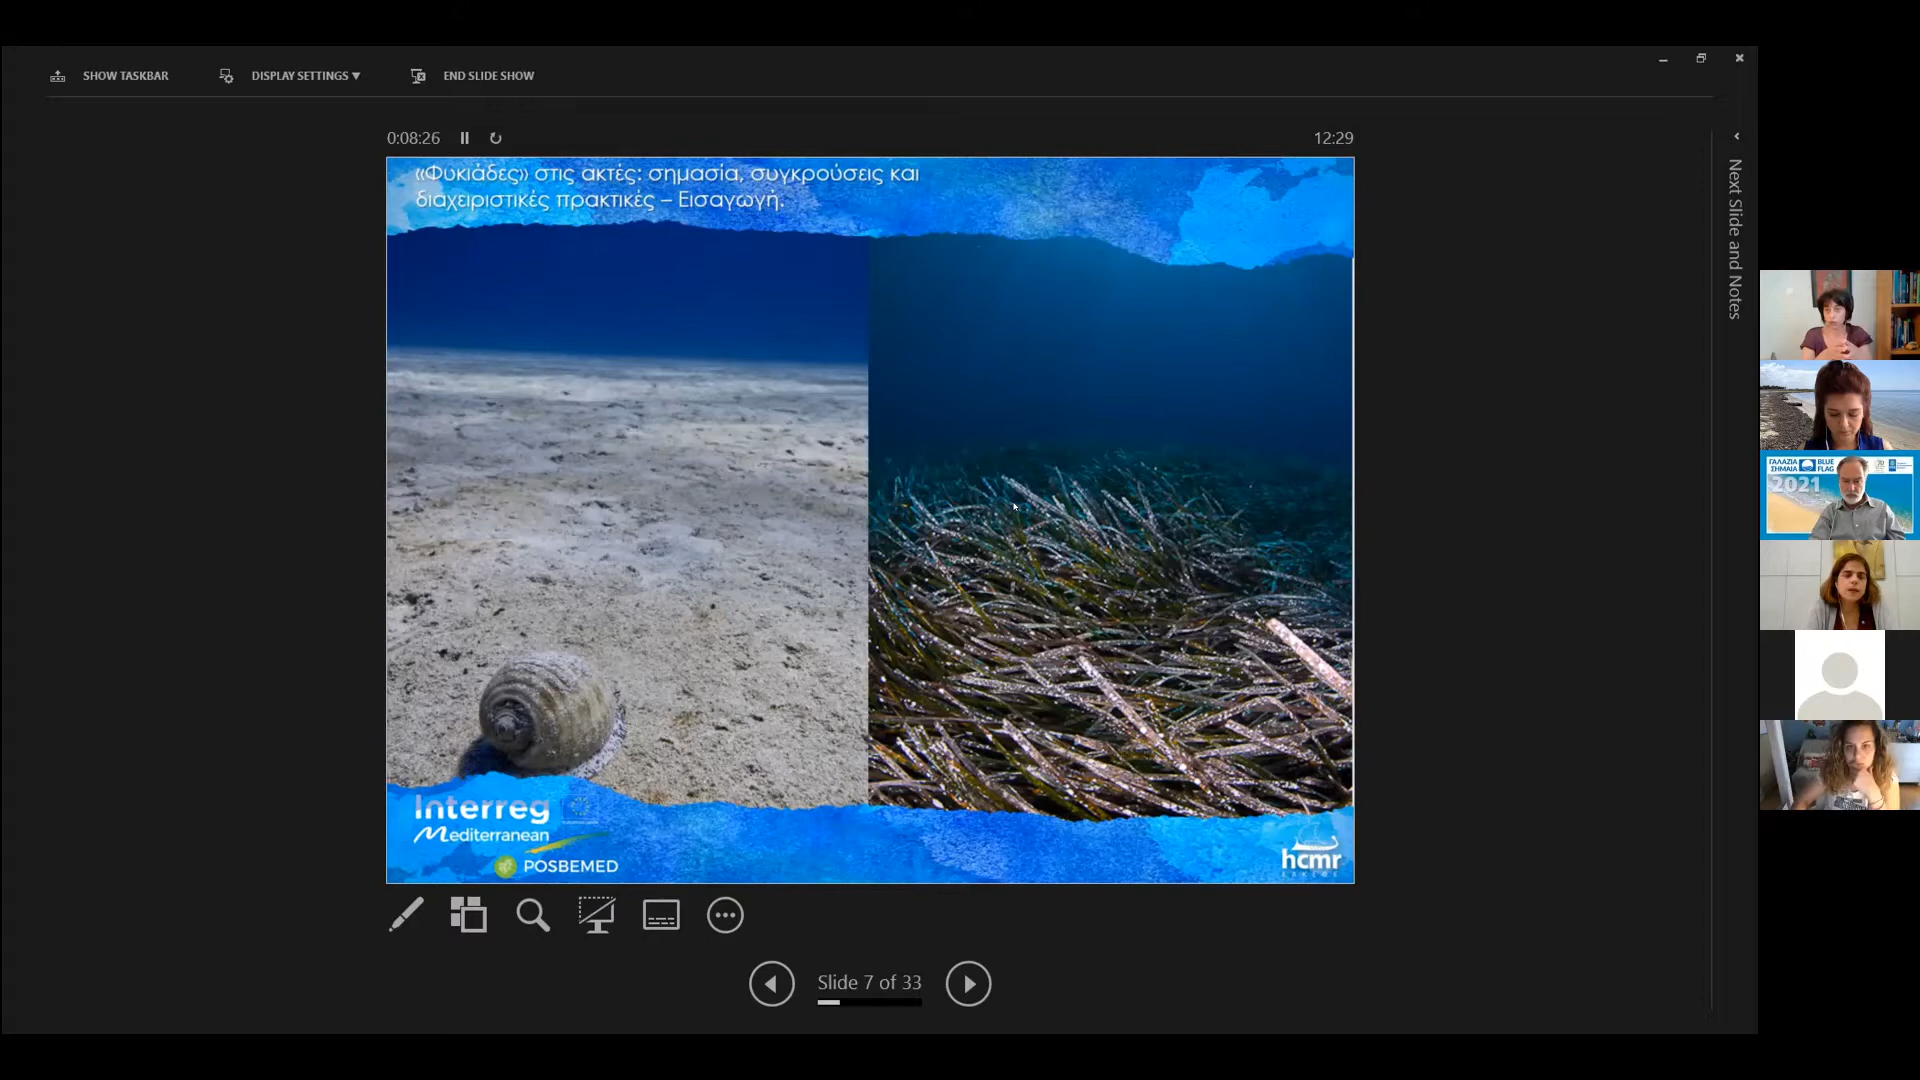 SHOW TASKBAR
DISPLAY SETTINGS ▼
END SLIDE SHOW
0:08:26
12:29
«Φυκιάδες» στις ακτές: σημασία, συγκρούσεις και
διαχειριστικές πρακτικές – Εισαγωγή.
Interreg
Mediterranean
POSBEMED
hcmr
ΕΛΚΕΘΕ
Slide 7 of 33
Next Slide and Notes
ΓΑΛΑΖΙΑ
ΣΗΜΑΙΑ
BLUE
FLAG
2021